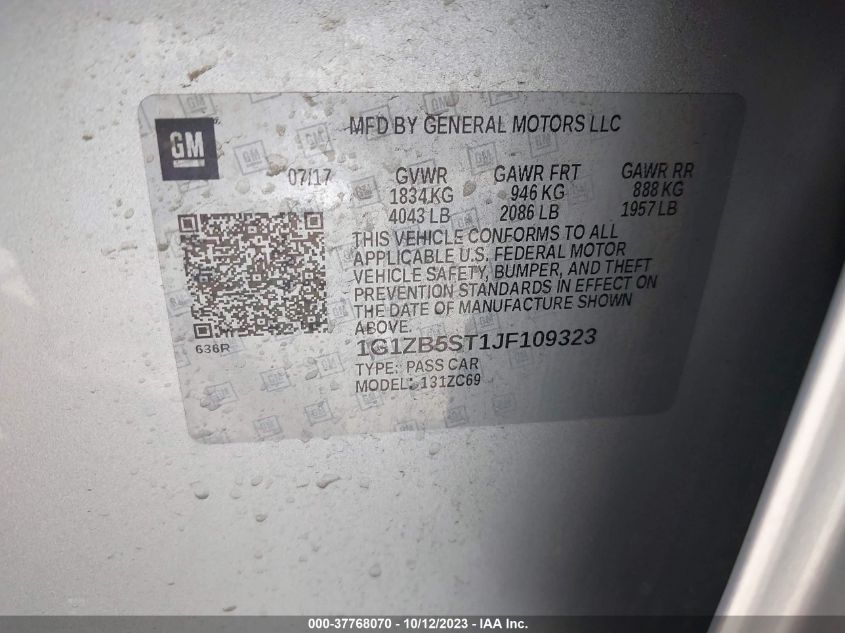 GM
MFD BY GENERAL MOTORS LLC
07/17
GVWR
1834 KG
4043 LB
GAWR FRT
946 KG
2086 LB
GAWR RR
888 KG
1957 LB
THIS VEHICLE CONFORMS TO ALL
APPLICABLE U.S. FEDERAL MOTOR
VEHICLE SAFETY, BUMPER, AND THEFT
PREVENTION STANDARDS IN EFFECT ON
THE DATE OF MANUFACTURE SHOWN
ABOVE.
636R
1G1ZB5ST1JF109323
TYPE: PASS CAR
MODEL: 131ZC69
000-37768070 - 10/12/2023 - IAA Inc.